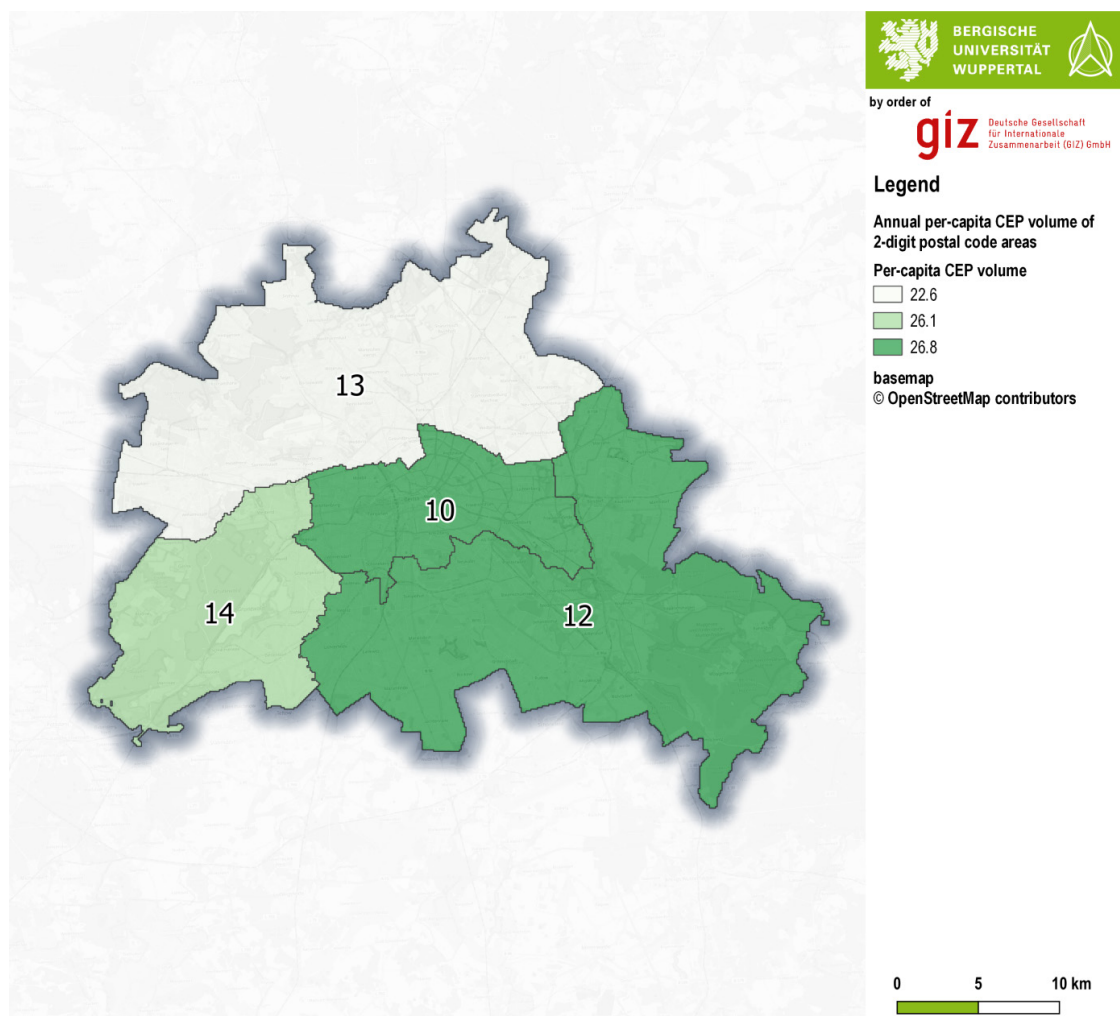 BERGISCHE
UNIVERSITÄT
WUPPERTAL
by order of
giz
Deutsche Gesellschaft
für Internationale
Zusammenarbeit (GIZ) GmbH
Legend
Annual per-capita CEP volume of
2-digit postal code areas
Per-capita CEP volume
22.6
26.1
26.8
basemap
© OpenStreetMap contributors
13
10
14
12
0 5 10 km